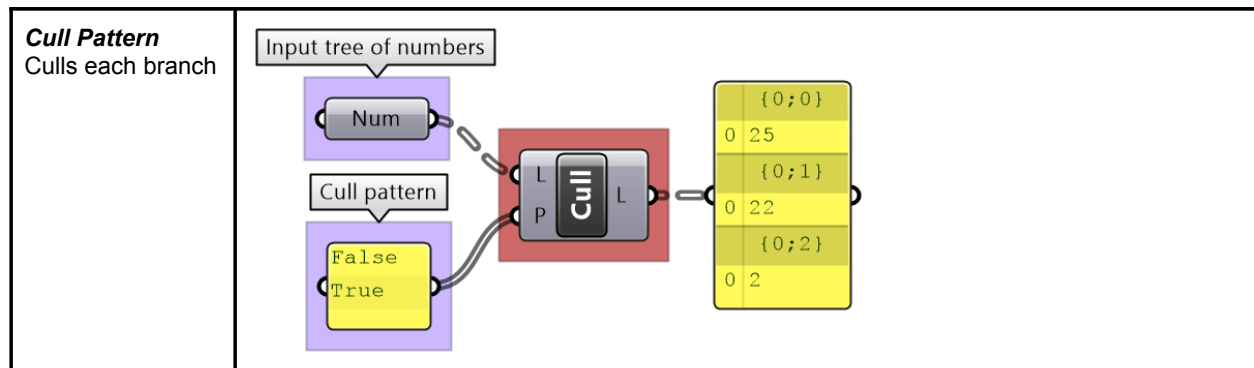 Cull Pattern
Culls each branch
Input tree of numbers
Num
Cull pattern
False
True
L
P
Cull
L
{0;0}
0 25
{0;1}
0 22
{0;2}
0 2